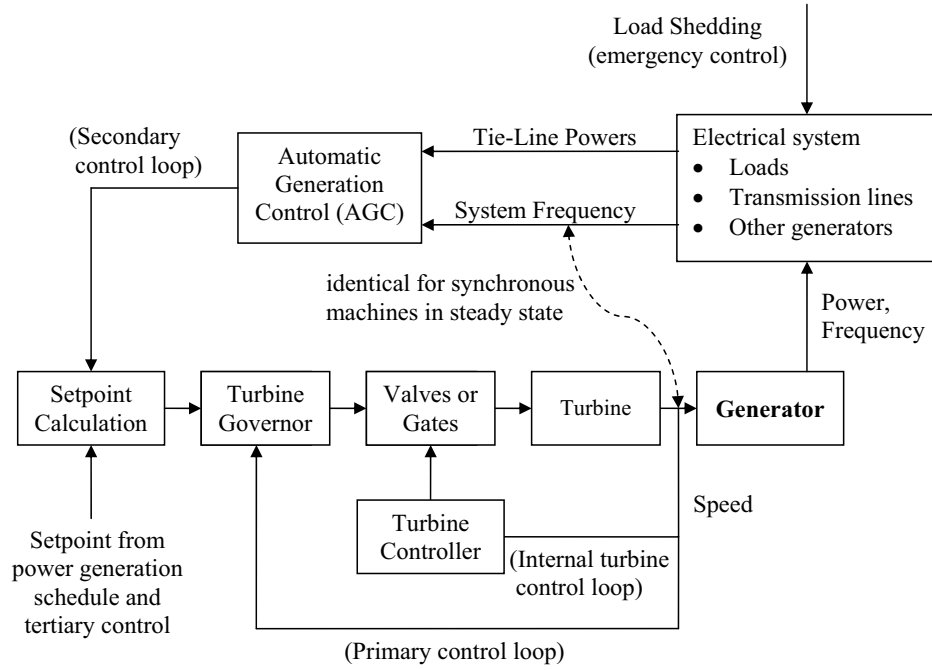 Load Shedding
(emergency control)
(Secondary
control loop)
Automatic
Generation
Control (AGC)
Tie-Line Powers
System Frequency
Electrical system
• Loads
• Transmission lines
• Other generators
identical for synchronous
machines in steady state
Power,
Frequency
Setpoint
Calculation
Turbine
Governor
Valves or
Gates
Turbine
Generator
Turbine
Controller
Speed
(Internal turbine
control loop)
Setpoint from
power generation
schedule and
tertiary control
(Primary control loop)